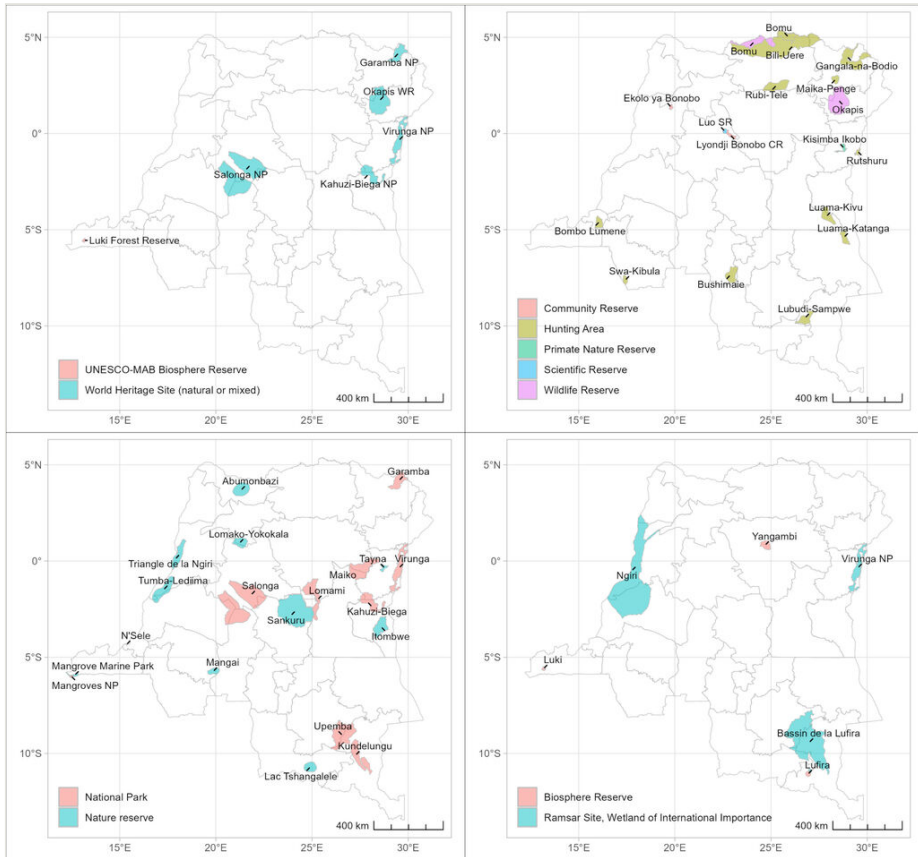 5°N
0°
5°S
10°S
Garamba NP
Okapis WR
Virunga NP
Salonga NP
Kahuzi-Biega NP
Luki Forest Reserve
UNESCO-MAB Biosphere Reserve
World Heritage Site (natural or mixed)
400 km
15°E
20°E
25°E
30°E
5°N
0°
5°S
10°S
Bomu
Bomu
Bili-Uere
Gangala-na-Bodio
Rubi-Tele
Maika-Penge
Okapis
Ekolo ya Bonobo
Luo SR
Lyondji Bonobo CR
Kisimba Ikobo
Rutshuru
Luama-Kivu
Luama-Katanga
Bombo Lumene
Swa-Kibula
Bushimaie
Lubudi-Sampwe
Community Reserve
Hunting Area
Primate Nature Reserve
Scientific Reserve
Wildlife Reserve
400 km
15°E
20°E
25°E
30°E
5°N
0°
5°S
10°S
Abumonbazi
Garamba
Lomako-Yokokala
Triangle de la Ngiri
Tumba-Lediima
Tayna
Virunga
Maiko
Salonga
Lomami
Kahuzi-Biega
Sankuru
Itombwe
N'Sele
Mangrove Marine Park
Mangroves NP
Mangai
Upemba
Kundelungu
Lac Tshangalele
National Park
Nature reserve
400 km
15°E
20°E
25°E
30°E
5°N
0°
5°S
10°S
Yangambi
Ngiri
Virunga NP
Luki
Bassin de la Lufira
Lufira
Biosphere Reserve
Ramsar Site, Wetland of International Importance
400 km
15°E
20°E
25°E
30°E